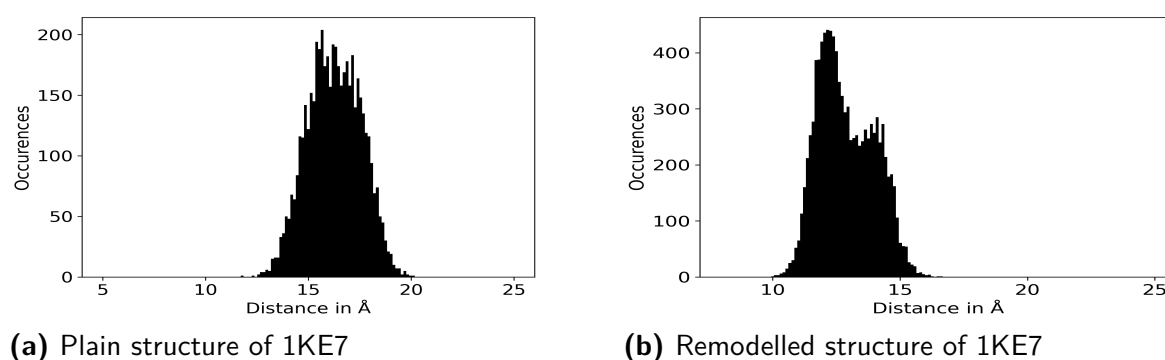 200
150
100
50
0
Occurences
5 10 15 20 25
Distance in Å
(a) Plain structure of 1KE7
400
300
200
100
0
Occurences
10 15 20 25
Distance in Å
(b) Remodelled structure of 1KE7